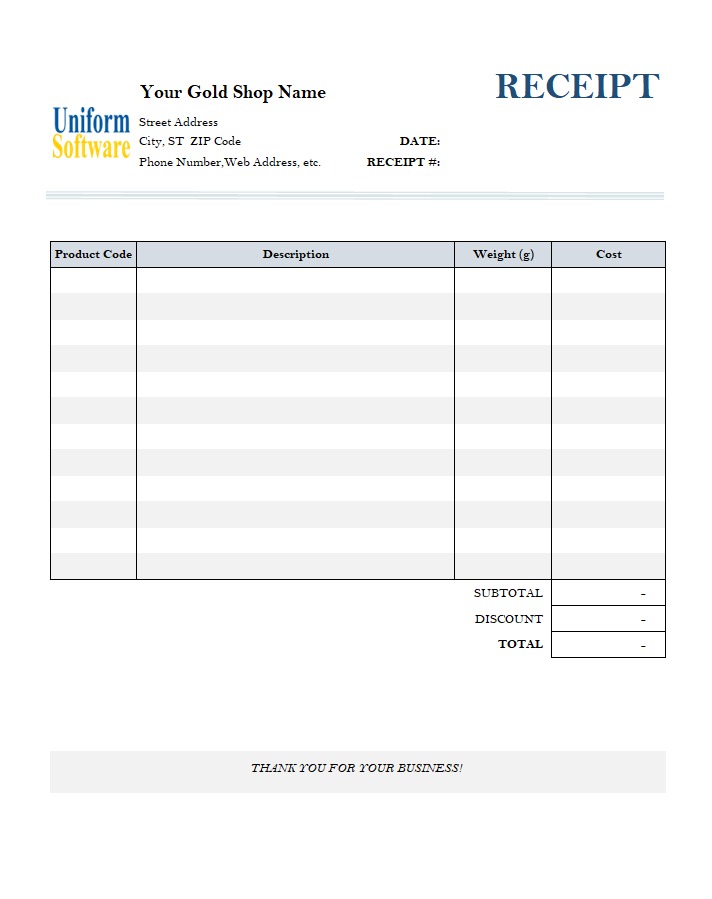 RECEIPT
Your Gold Shop Name
Uniform
Software
Street Address
City, ST  ZIP Code
DATE:
Phone Number,Web Address, etc.
RECEIPT #:
Product Code Description Weight (g) Cost
SUBTOTAL -
DISCOUNT -
TOTAL -
THANK YOU FOR YOUR BUSINESS!